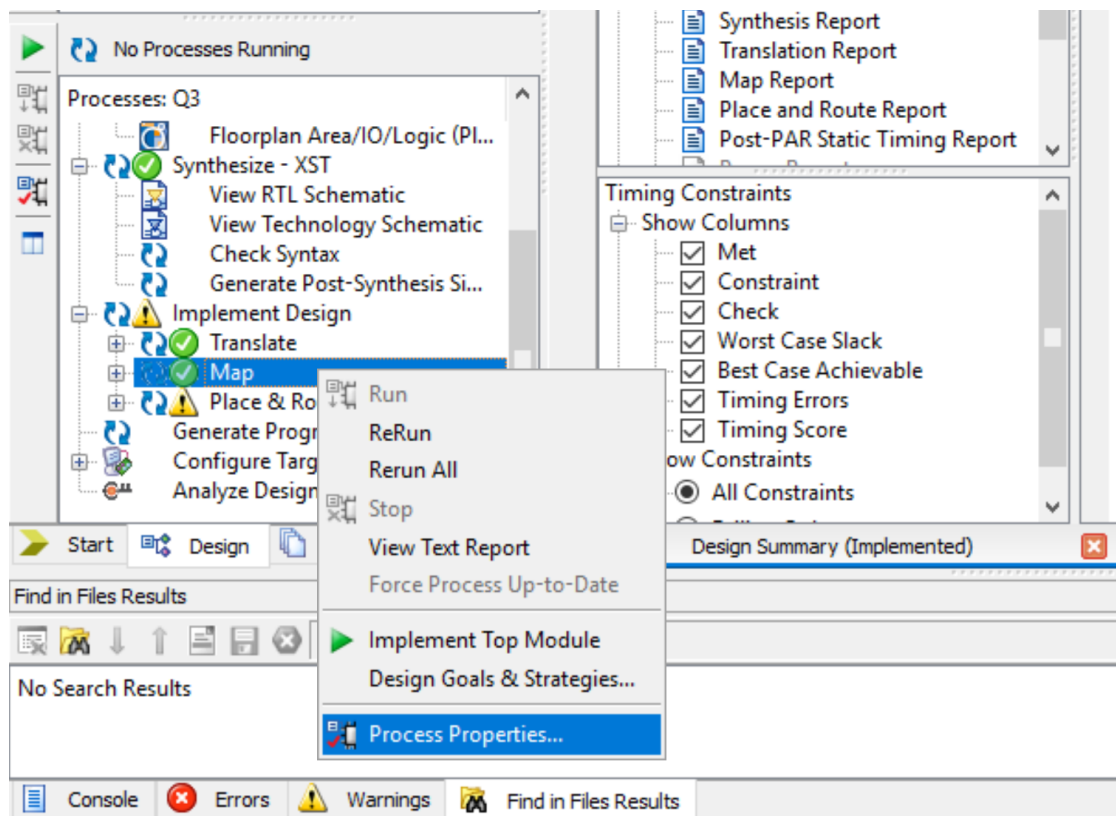 No Processes Running
Processes: Q3
Floorplan Area/IO/Logic (Pl...
Synthesize - XST
View RTL Schematic
View Technology Schematic
Check Syntax
Generate Post-Synthesis Si...
Implement Design
Translate
Map
Place & Ro
Generate Progr
Configure Targ
Analyze Design
Start
Design
Run
ReRun
Rerun All
Stop
View Text Report
Force Process Up-to-Date
Implement Top Module
Design Goals & Strategies...
Process Properties...
Synthesis Report
Translation Report
Map Report
Place and Route Report
Post-PAR Static Timing Report
Timing Constraints
Show Columns
Met
Constraint
Check
Worst Case Slack
Best Case Achievable
Timing Errors
Timing Score
ow Constraints
All Constraints
Design Summary (Implemented)
Find in Files Results
No Search Results
Console
Errors
Warnings
Find in Files Results